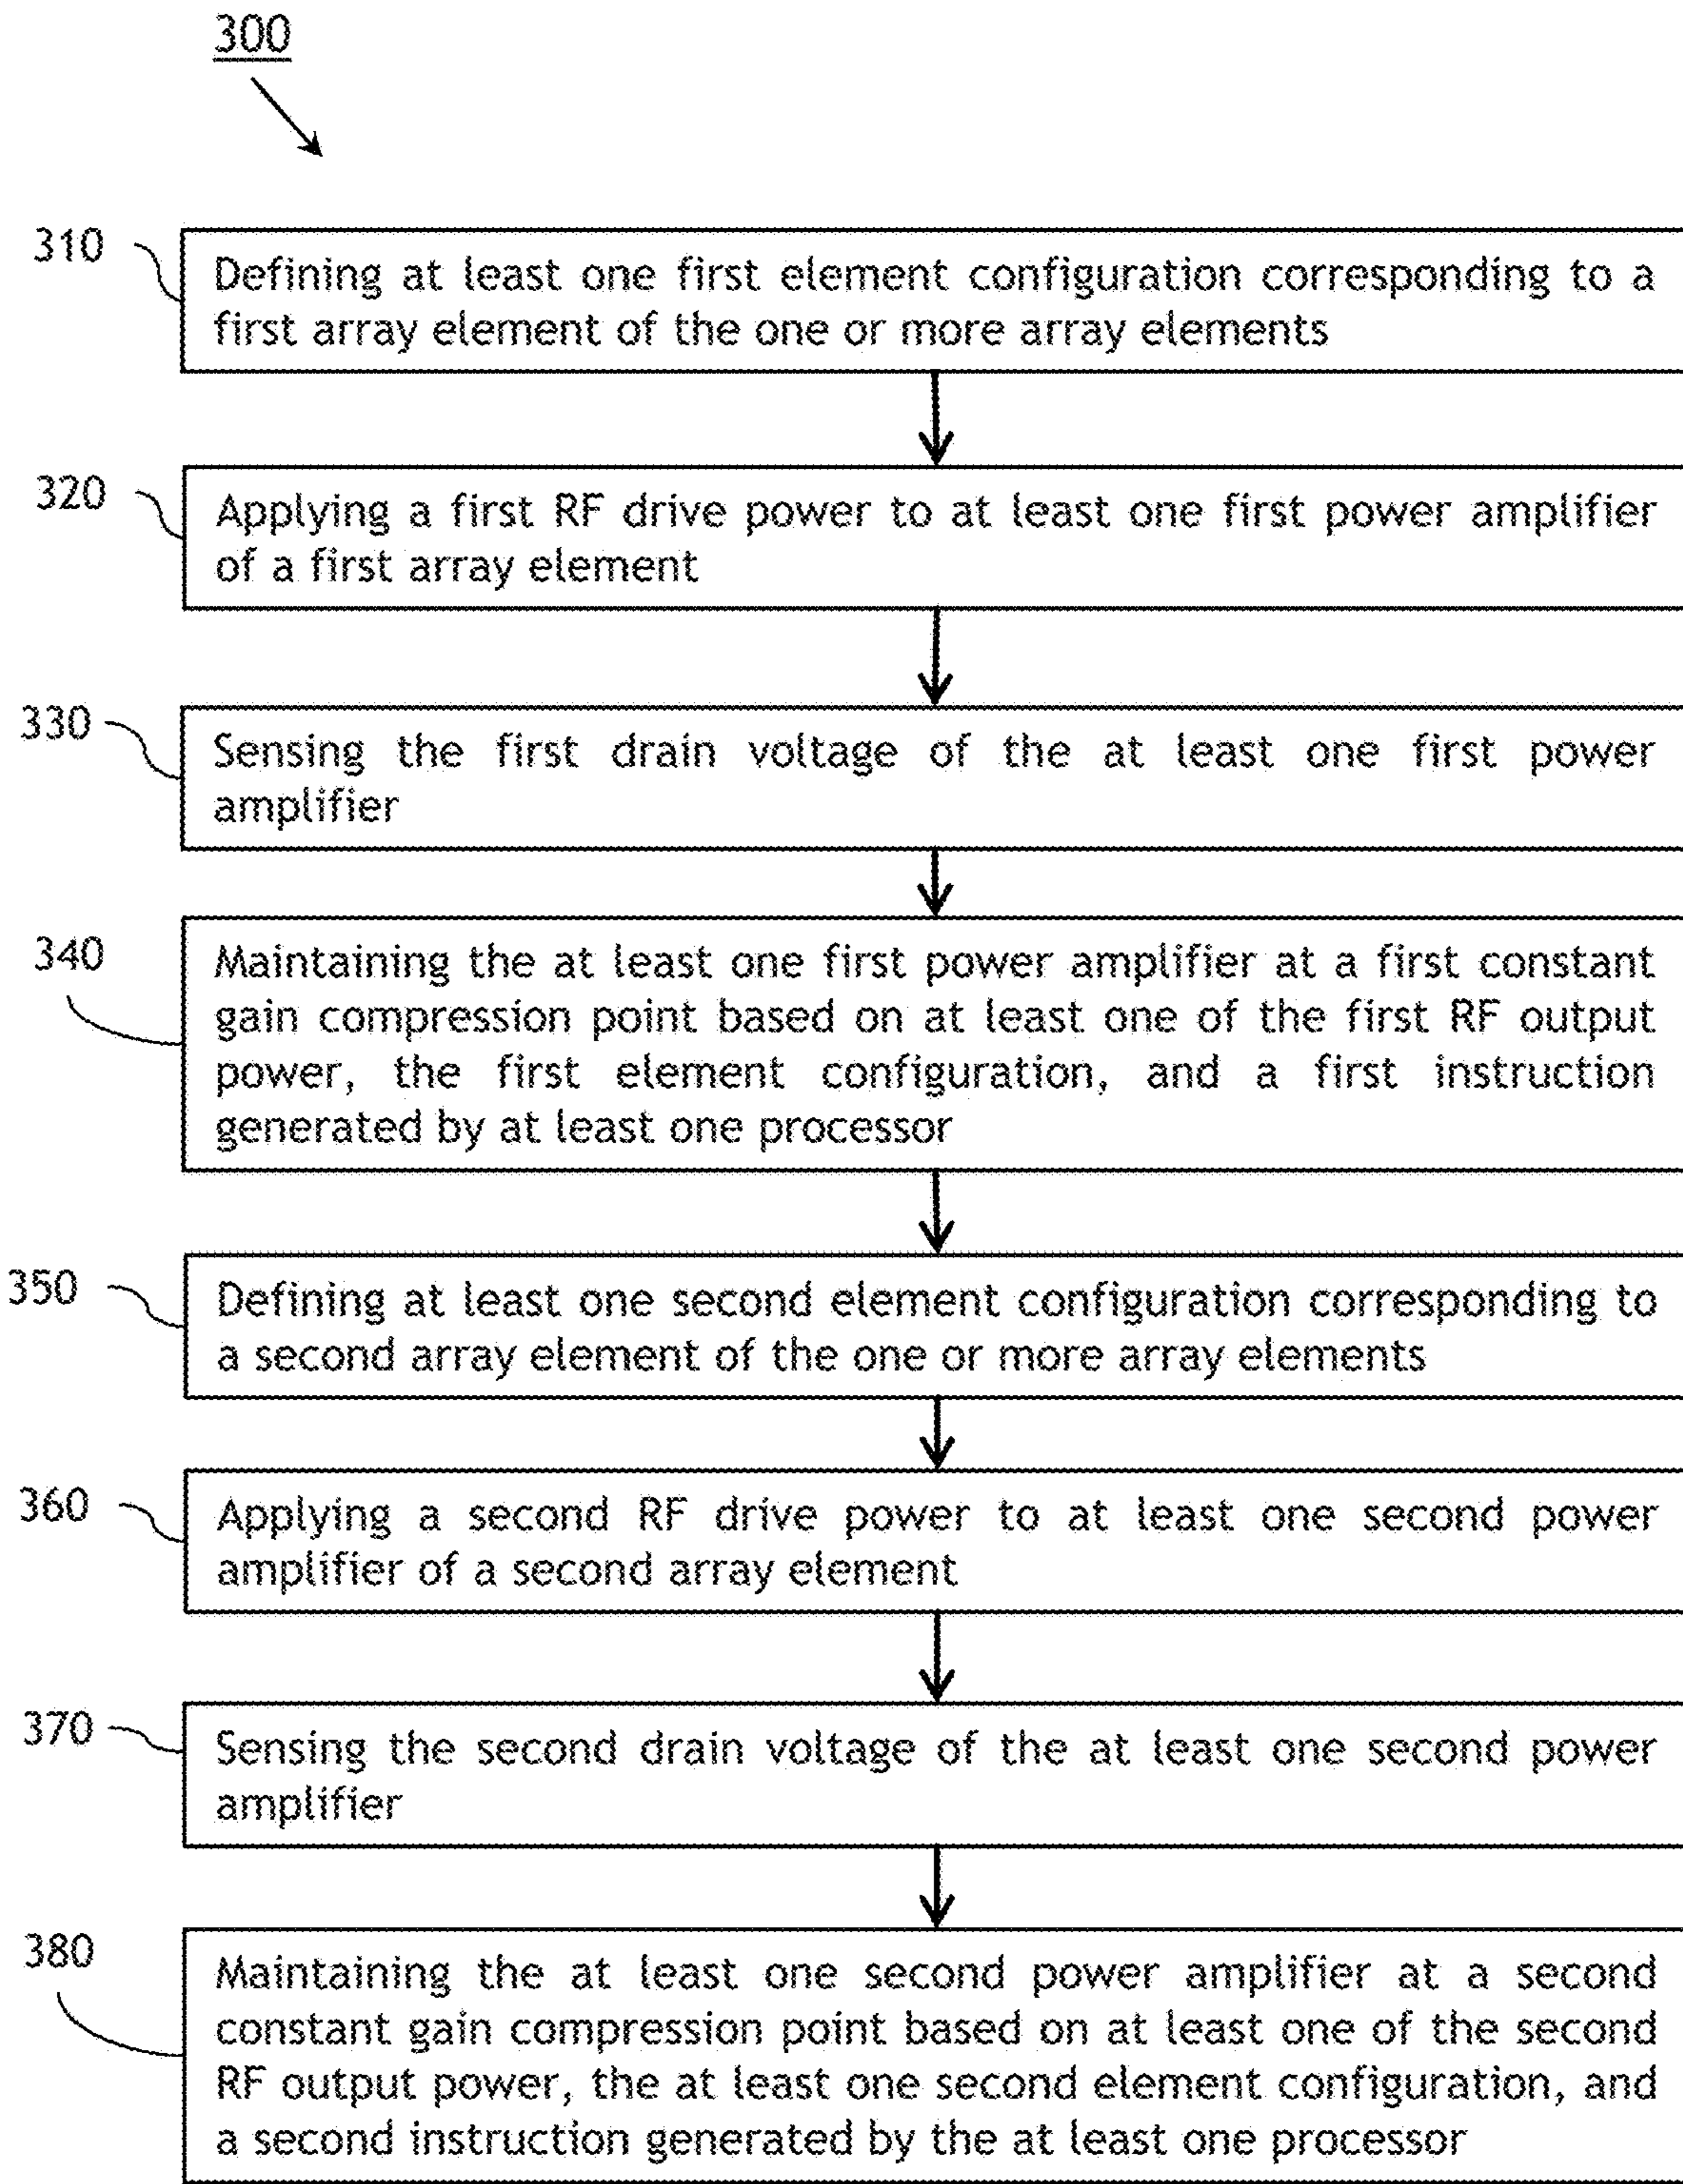 300
310
Defining at least one first element configuration corresponding to a
first array element of the one or more array elements
320
Applying a first RF drive power to at least one first power amplifier
of a first array element
330
Sensing the first drain voltage of the at least one first power
amplifier
340
Maintaining the at least one first power amplifier at a first constant
gain compression point based on at least one of the first RF output
power, the first element configuration, and a first instruction
generated by at least one processor
350
Defining at least one second element configuration corresponding to
a second array element of the one or more array elements
360
Applying a second RF drive power to at least one second power
amplifier of a second array element
370
Sensing the second drain voltage of the at least one second power
amplifier
380
Maintaining the at least one second power amplifier at a second
constant gain compression point based on at least one of the second
RF output power, the at least one second element configuration, and
a second instruction generated by the at least one processor